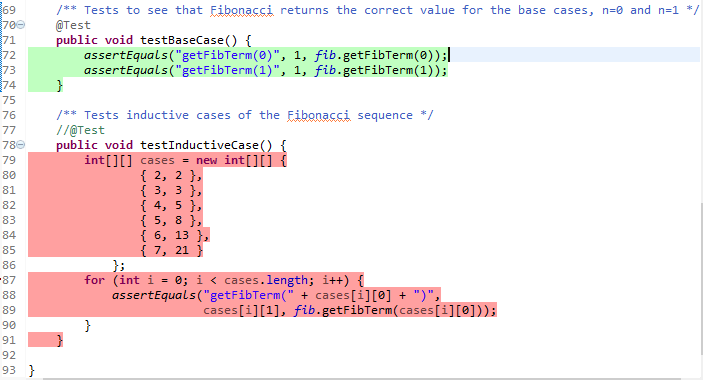 69 /** Tests to see that Fibonacci returns the correct value for the base cases, n=0 and n=1 */
70 @Test
71 public void testBaseCase() {
72 assertEquals("getFibTerm(0)", 1, fib.getFibTerm(0));
73 assertEquals("getFibTerm(1)", 1, fib.getFibTerm(1));
74 }
75
76 /** Tests inductive cases of the Fibonacci sequence */
77 //@Test
78 public void testInductiveCase() {
79 int[][] cases = new int[][] {
80 { 2, 2 },
81 { 3, 3 },
82 { 4, 5 },
83 { 5, 8 },
84 { 6, 13 },
85 { 7, 21 }
86 };
87 for (int i = 0; i < cases.length; i++) {
88 assertEquals("getFibTerm(" + cases[i][0] + ")",
89 cases[i][1], fib.getFibTerm(cases[i][0]));
90 }
91 }
92
93 }